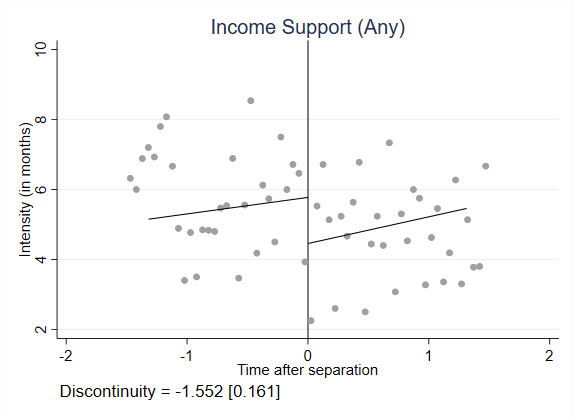 Income Support (Any)
Intensity (in months)
10
8
6
4
2
-2 -1 0 1 2
Time after separation
Discontinuity = -1.552 [0.161]